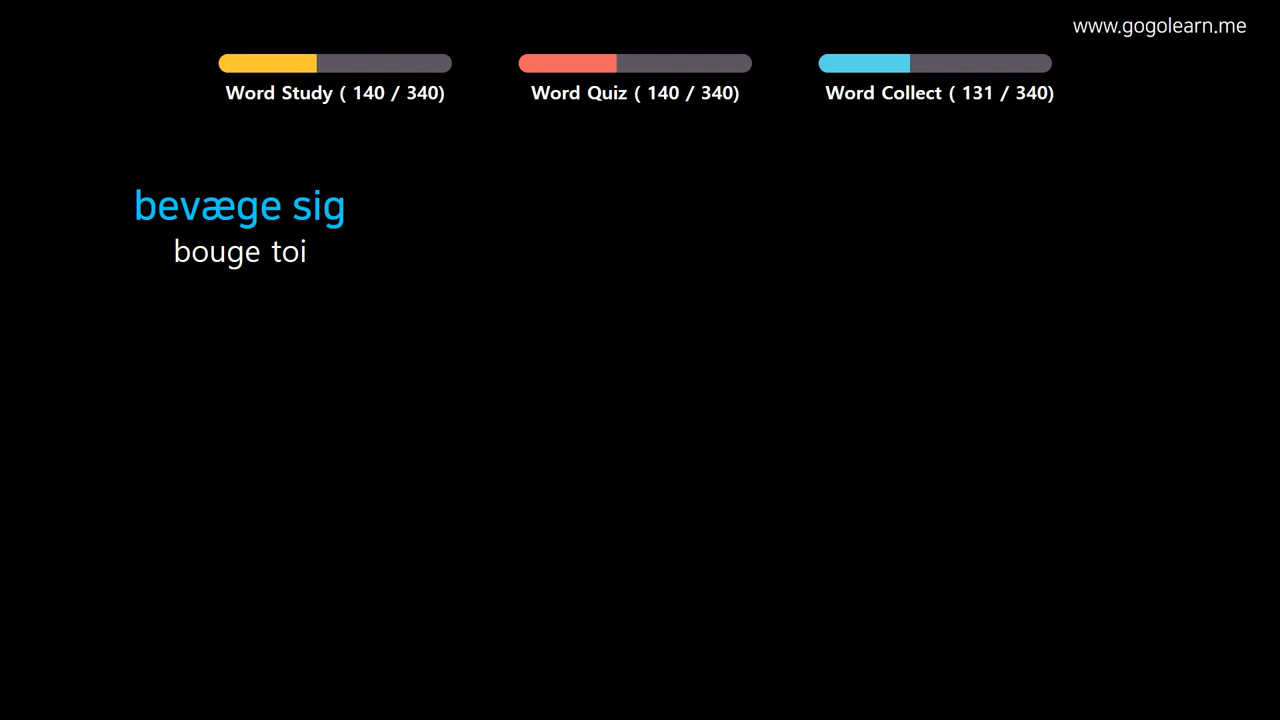 www.gogolearn.me
Word Study ( 140 / 340)
Word Quiz ( 140 / 340)
Word Collect ( 131 / 340)
bevæge sig
bouge toi